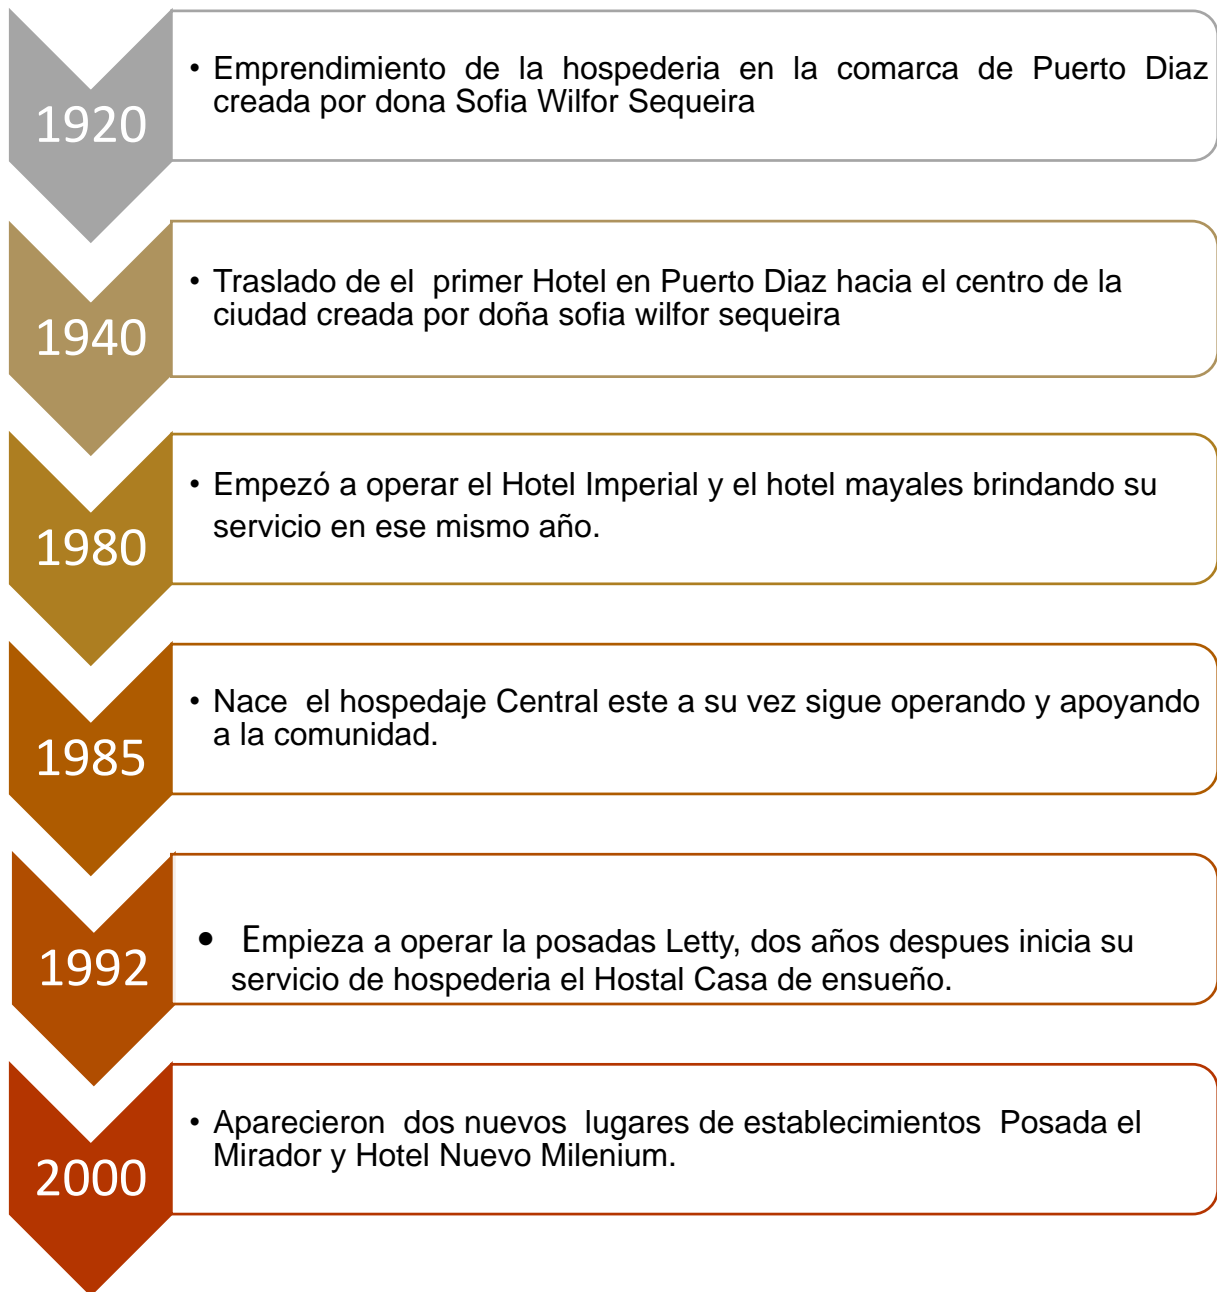 1920
• Emprendimiento de la hospederia en la comarca de Puerto Diaz
creada por dona Sofia Wilfor Sequeira
1940
• Traslado de el primer Hotel en Puerto Diaz hacia el centro de la
ciudad creada por doña sofia wilfor sequeira
1980
• Empezó a operar el Hotel Imperial y el hotel mayales brindando su
servicio en ese mismo año.
1985
• Nace el hospedaje Central este a su vez sigue operando y apoyando
a la comunidad.
1992
• Empieza a operar la posadas Letty, dos años despues inicia su
servicio de hospederia el Hostal Casa de ensueño.
2000
• Aparecieron dos nuevos lugares de establecimientos Posada el
Mirador y Hotel Nuevo Milenium.